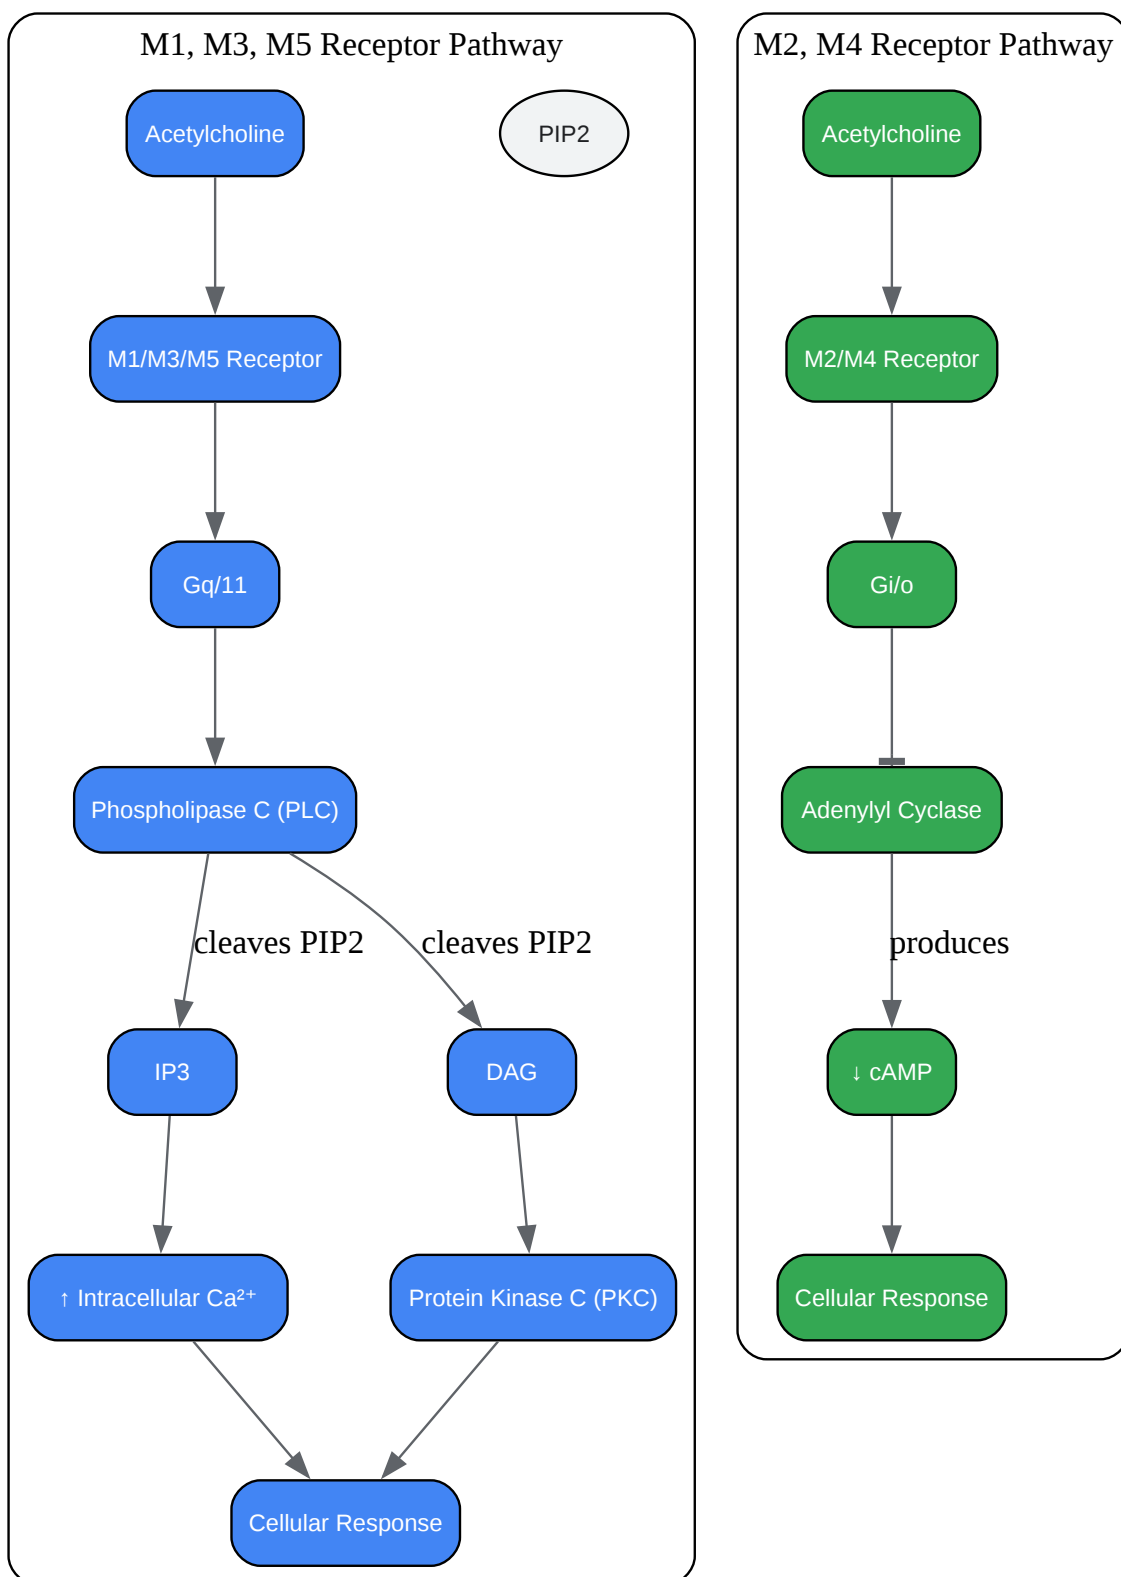 M1, M3, M5 Receptor Pathway
Acetylcholine
PIP2
M1/M3/M5 Receptor
Gq/11
Phospholipase C (PLC)
cleaves PIP2
cleaves PIP2
IP3
DAG
↑ Intracellular Ca²⁺
Protein Kinase C (PKC)
Cellular Response
M2, M4 Receptor Pathway
Acetylcholine
M2/M4 Receptor
Gi/o
Adenylyl Cyclase
produces
↓ cAMP
Cellular Response